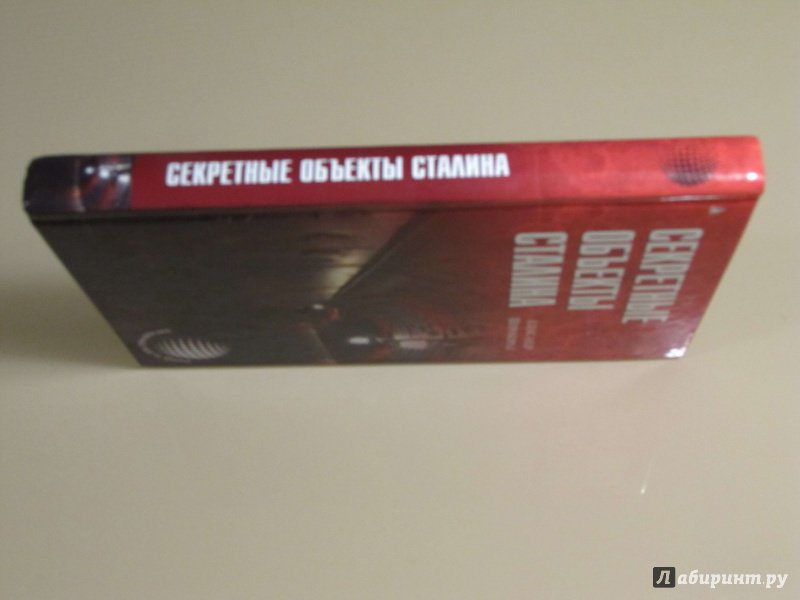 СЕКРЕТНЫЕ ОБЪЕКТЫ СТАЛИНА
СЕКРЕТНЫЕ
ОБЪЕКТЫ
СТАЛИНА
Лабиринт.ру